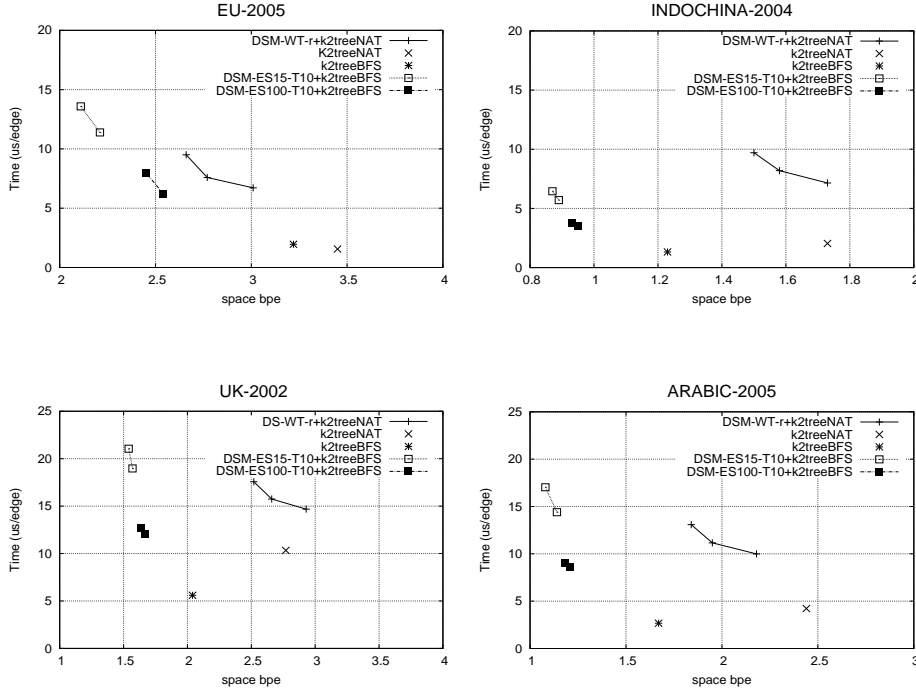 EU-2005
20
15
10
5
0
2
2.5
3
3.5
4
Time (us/edge)
space bpe
DSM-WT-r+k2treeNAT
K2treeNAT
k2treeBFS
DSM-ES15-T10+k2treeBFS
DSM-ES100-T10+k2treeBFS
INDOCHINA-2004
20
15
10
5
0
0.8
1
1.2
1.4
1.6
1.8
2
Time (us/edge)
space bpe
DSM-WT-r+k2treeNAT
k2treeNAT
k2treeBFS
DSM-ES15-T10+k2treeBFS
DSM-ES100-T10+k2treeBFS
UK-2002
25
20
15
10
5
0
1
1.5
2
2.5
3
3.5
4
Time (us/edge)
space bpe
DS-WT-r+k2treeNAT
k2treeNAT
k2treeBFS
DSM-ES15-T10+k2treeBFS
DSM-ES100-T10+k2treeBFS
ARABIC-2005
25
20
15
10
5
0
1
1.5
2
2.5
3
Time (us/edge)
space bpe
DSM-WT-r+k2treeNAT
k2treeNAT
k2treeBFS
DSM-ES15-T10+k2treeBFS
DSM-ES100-T10+k2treeBFS